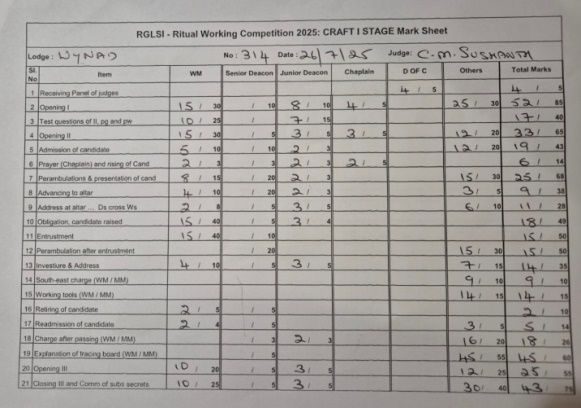 RGLSI - Ritual Working Competition 2025: CRAFT I STAGE Mark Sheet
Lodge: WYNAD No: 314 Date: 26/7/25 Judge: C.M. SUSHANTH
Sl. No Item WM Senior Deacon Junior Deacon Chaplain D OF C Others Total Marks
1 Receiving Panel of judges 4 / 5 4 / 5
2 Opening I 15 / 30 / 10 8 / 10 4 / 5 25 / 30 52 / 85
3 Test questions of II, pg and pw 10 / 25 7 / 15 17 / 40
4 Opening II 15 / 30 / 5 3 / 5 3 / 5 12 / 20 33 / 65
5 Admission of candidate 5 / 10 / 10 2 / 3 12 / 20 19 / 43
6 Prayer (Chaplain) and rising of Cand 2 / 3 / 3 2 / 3 2 / 5 6 / 14
7 Perambulations & presentation of cand 8 / 15 / 20 2 / 3 15 / 30 25 / 68
8 Advancing to altar 4 / 10 / 20 2 / 3 3 / 5 9 / 38
9 Address at altar ... Ds cross Ws 2 / 8 / 5 3 / 5 6 / 10 11 / 28
10 Obligation, candidate raised 15 / 40 / 5 3 / 4 18 / 49
11 Entrustment 15 / 40 / 10 15 / 50
12 Perambulation after entrustment / 20 15 / 30 15 / 50
13 Investiure & Address 4 / 10 / 5 3 / 5 7 / 15 14 / 35
14 South-east charge (WM / MM) 9 / 10 9 / 10
15 Working tools (WM / MM) 14 / 15 14 / 15
16 Retiring of candidate 2 / 5 / 5 2 / 10
17 Readmission of candidate 2 / 4 / 5 3 / 5 5 / 14
18 Charge after passing (WM / MM) / 3 2 / 3 16 / 20 18 / 26
19 Explanation of tracing board (WM / MM) / 5 45 / 55 45 / 60
20 Opening III 10 / 20 / 5 3 / 5 12 / 25 25 / 55
21 Closing III and Comm of subs secrets 10 / 25 / 5 3 / 5 30 / 40 43 / 75